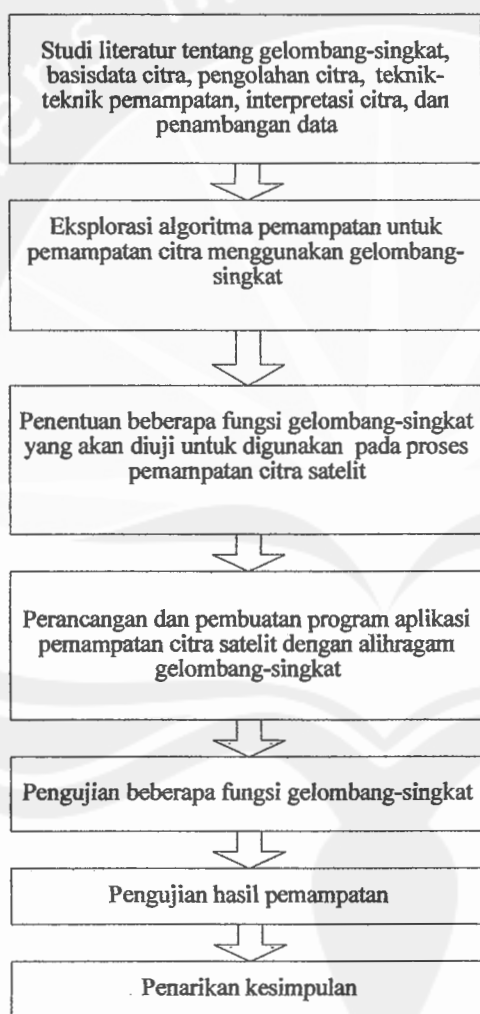 Studi literatur tentang gelombang-singkat,
basisdata citra, pengolahan citra, teknik-
teknik pemampatan, interpretasi citra, dan
penambangan data
Eksplorasi algoritma pemampatan untuk
pemampatan citra menggunakan gelombang-
singkat
Penentuan beberapa fungsi gelombang-singkat
yang akan diuji untuk digunakan pada proses
pemampatan citra satelit
Perancangan dan pembuatan program aplikasi
pemampatan citra satelit dengan alihragam
gelombang-singkat
Pengujian beberapa fungsi gelombang-singkat
Pengujian hasil pemampatan
Penarikan kesimpulan